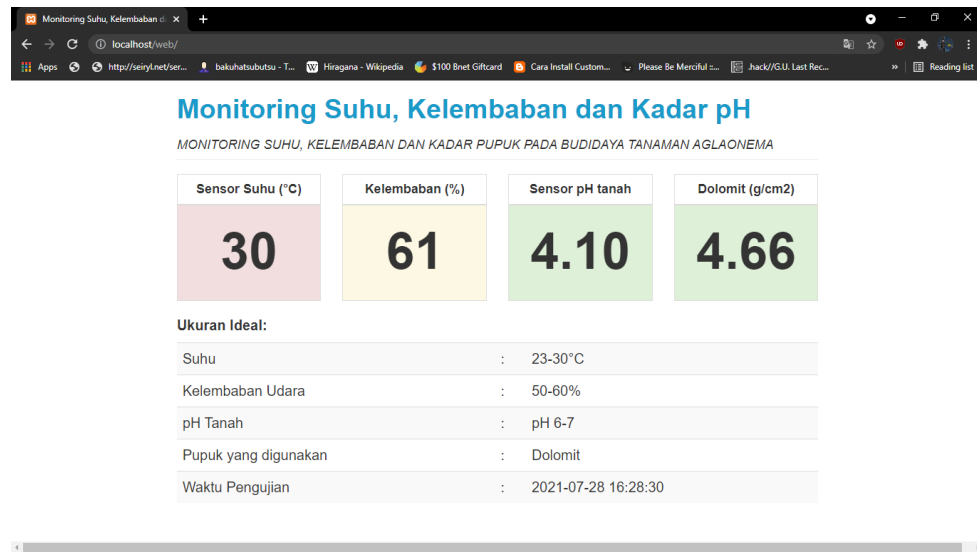 Monitoring Suhu, Kelembaban d
localhost/web/
Apps http://seiryl.net/ser... bakuhatsubutsu - T... Hiragana - Wikipedia $100 Bnet Giftcard Cara Install Custom... Please Be Merciful ::... .hack//G.U. Last Rec... » Reading list
Monitoring Suhu, Kelembaban dan Kadar pH
MONITORING SUHU, KELEMBABAN DAN KADAR PUPUK PADA BUDIDAYA TANAMAN AGLAONEMA
Sensor Suhu (°C) Kelembaban (%) Sensor pH tanah Dolomit (g/cm2)
30 61 4.10 4.66
Ukuran Ideal:
Suhu : 23-30°C
Kelembaban Udara : 50-60%
pH Tanah : pH 6-7
Pupuk yang digunakan : Dolomit
Waktu Pengujian : 2021-07-28 16:28:30